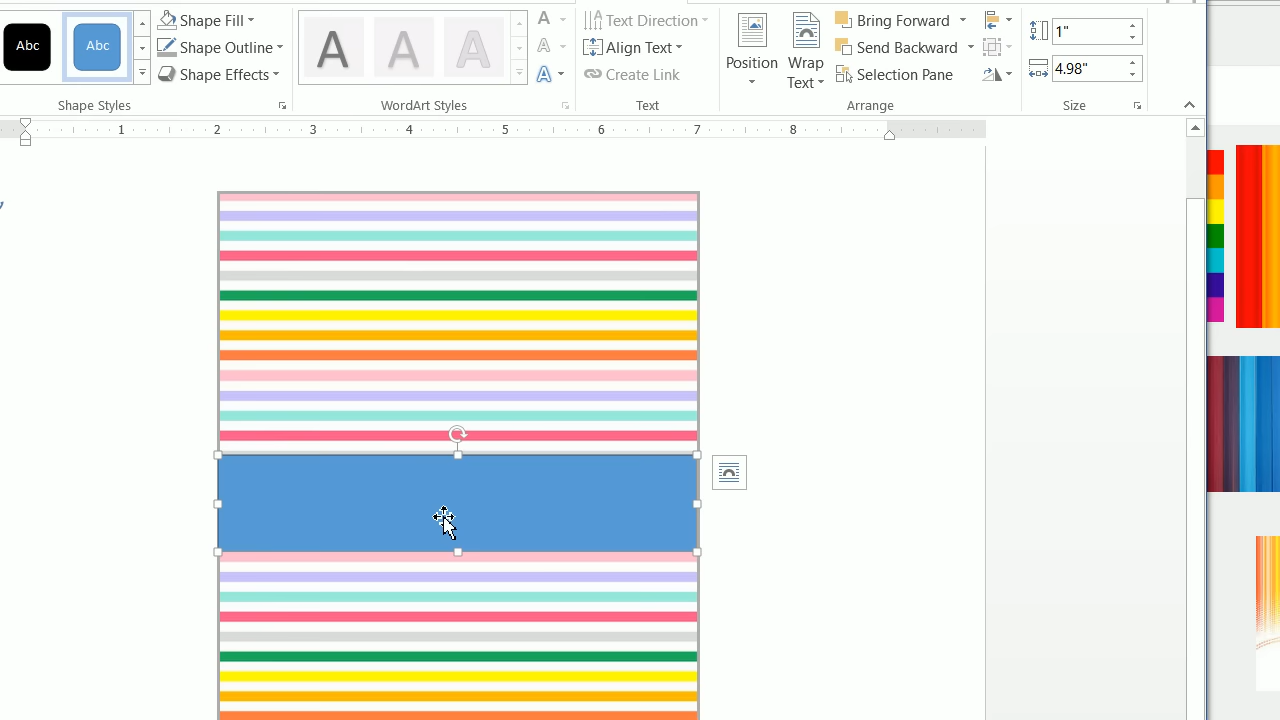 Abc
Abc
Shape Fill
Shape Outline
Shape Effects
Shape Styles
A
A
A
A
A
A
WordArt Styles
Text Direction
Align Text
Create Link
Text
Position
Wrap
Text
Bring Forward
Send Backward
Selection Pane
Arrange
1"
4.98"
Size
1 2 3 4 5 6 7 8